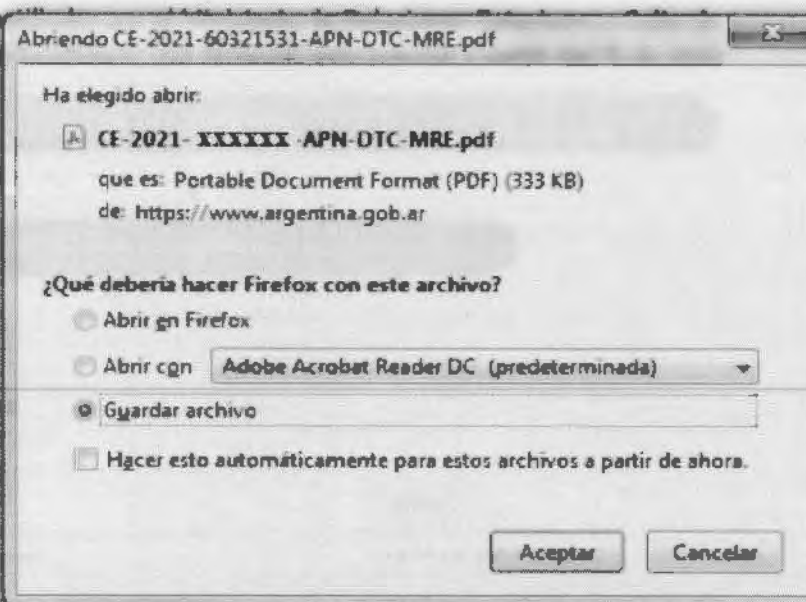 Abriendo CE-2021-60321531-APN-DTC-MRE.pdf
Ha elegido abrir:
CE-2021- XXXXXX -APN-DTC-MRE.pdf
que es: Portable Document Format (PDF) (333 KB)
de: https://www.argentina.gob.ar
¿Qué debería hacer Firefox con este archivo?
Abrir en Firefox
Abrir con Adobe Acrobat Reader DC (predeterminada)
Guardar archivo
Hacer esto automáticamente para estos archivos a partir de ahora.
Aceptar Cancelar